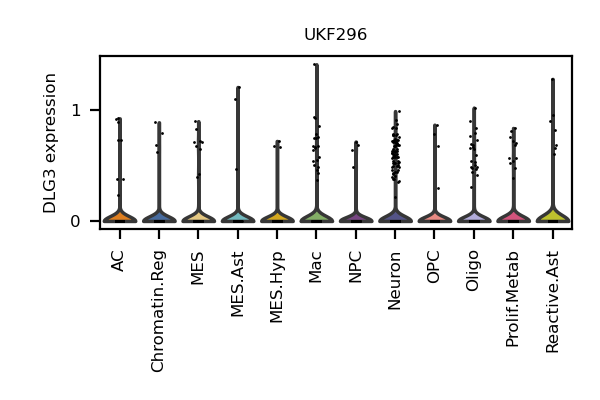 UKF296
DLG3 expression
1
0
AC
Chromatin.Reg
MES
MES.Ast
MES.Hyp
Mac
NPC
Neuron
OPC
Oligo
Prolif.Metab
Reactive.Ast